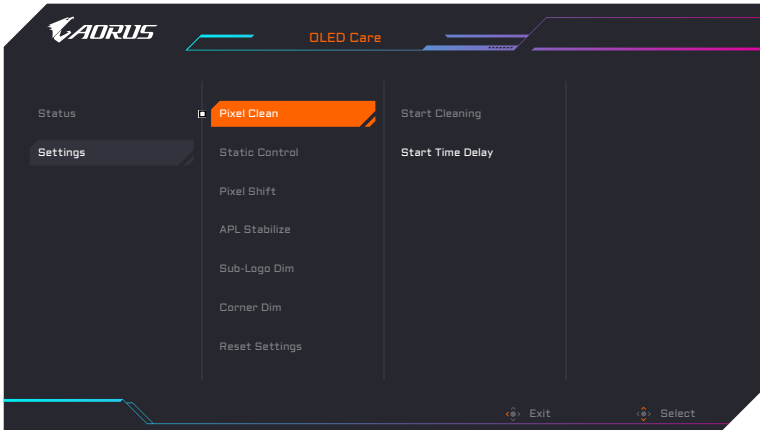 AORUS
OLED Care
Status
Settings
Pixel Clean
Static Control
Pixel Shift
APL Stabilize
Sub-Logo Dim
Corner Dim
Reset Settings
Start Cleaning
Start Time Delay
Exit
Select